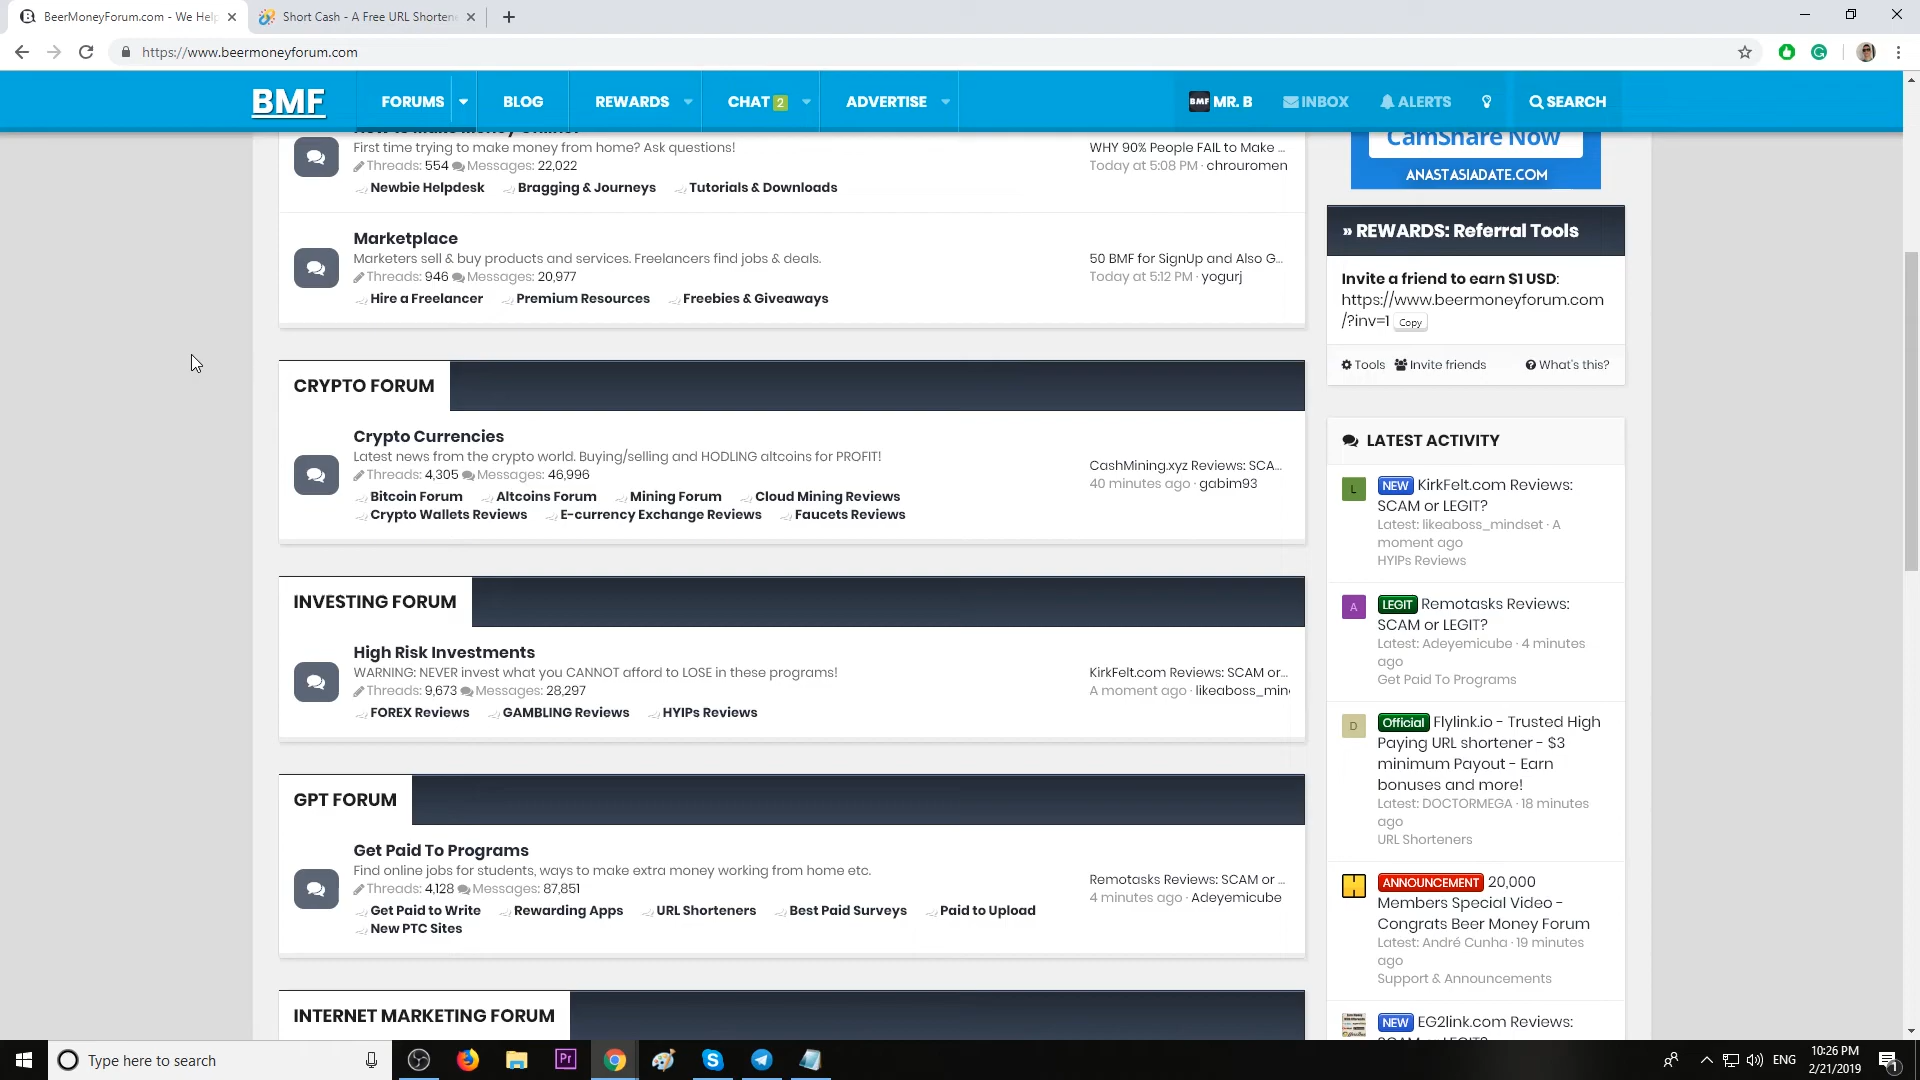 BeerMoneyForum.com - We Hel
Short Cash - A Free URL Shortene
https://www.beermoneyforum.com
BMF
FORUMS
BLOG
REWARDS
CHAT 2
ADVERTISE
BMF MR. B
INBOX
ALERTS
SEARCH
How to Make Money Online?
First time trying to make money from home? Ask questions!
Threads: 554 Messages: 22,022
Newbie Helpdesk Bragging & Journeys Tutorials & Downloads
WHY 90% People FAIL to Make ...
Today at 5:08 PM · chrouromen
Marketplace
Marketers sell & buy products and services. Freelancers find jobs & deals.
Threads: 946 Messages: 20,977
Hire a Freelancer Premium Resources Freebies & Giveaways
50 BMF for SignUp and Also G...
Today at 5:12 PM · yogurj
CRYPTO FORUM
Crypto Currencies
Latest news from the crypto world. Buying/selling and HODLING altcoins for PROFIT!
Threads: 4,305 Messages: 46,996
Bitcoin Forum Altcoins Forum Mining Forum Cloud Mining Reviews
Crypto Wallets Reviews E-currency Exchange Reviews Faucets Reviews
CashMining.xyz Reviews: SCA...
40 minutes ago · gabim93
INVESTING FORUM
High Risk Investments
WARNING: NEVER invest what you CANNOT afford to LOSE in these programs!
Threads: 9,673 Messages: 28,297
FOREX Reviews GAMBLING Reviews HYIPs Reviews
KirkFelt.com Reviews: SCAM or...
A moment ago · likeaboss_min
GPT FORUM
Get Paid To Programs
Find online jobs for students, ways to make extra money working from home etc.
Threads: 4,128 Messages: 87,851
Get Paid to Write Rewarding Apps URL Shorteners Best Paid Surveys Paid to Upload
New PTC Sites
Remotasks Reviews: SCAM or ...
4 minutes ago · Adeyemicube
INTERNET MARKETING FORUM
CamShare Now
ANASTASIADATE.COM
» REWARDS: Referral Tools
Invite a friend to earn $1 USD:
https://www.beermoneyforum.com
/?inv=1 Copy
Tools Invite friends What's this?
LATEST ACTIVITY
L
NEW KirkFelt.com Reviews:
SCAM or LEGIT?
Latest: likeaboss_mindset · A
moment ago
HYIPs Reviews
A
LEGIT Remotasks Reviews:
SCAM or LEGIT?
Latest: Adeyemicube · 4 minutes
ago
Get Paid To Programs
D
Official Flylink.io - Trusted High
Paying URL shortener - $3
minimum Payout - Earn
bonuses and more!
Latest: DOCTORMEGA · 18 minutes
ago
URL Shorteners
ANNOUNCEMENT 20,000
Members Special Video -
Congrats Beer Money Forum
Latest: André Cunha · 19 minutes
ago
Support & Announcements
NEW EG2link.com Reviews:
SCAM or LEGIT?
Type here to search
Pr
ENG
10:26 PM
2/21/2019
1